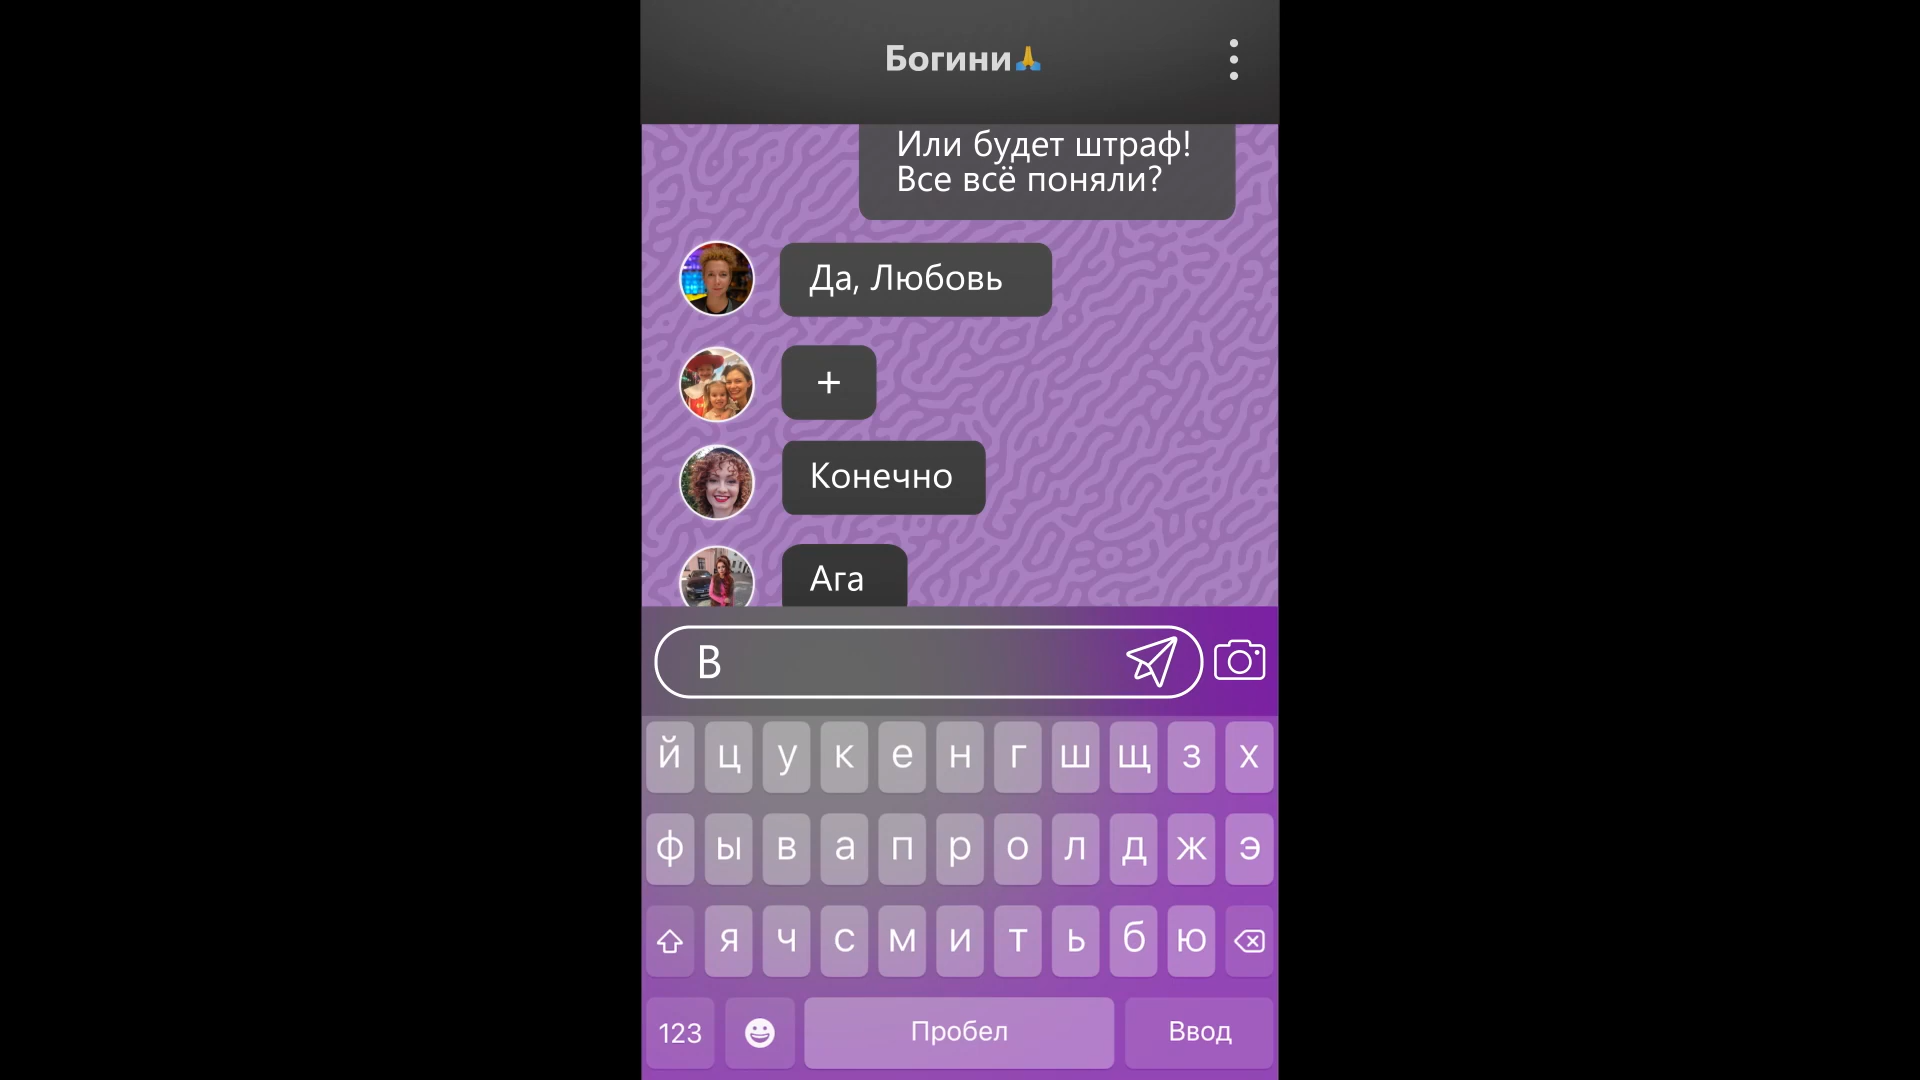 Богини🙏
Или будет штраф!
Все всё поняли?
Да, Любовь
+
Конечно
Ага
В
й ц у к е н г ш щ з х
ф ы в а п р о л д ж э
я ч с м и т ь б ю
123 Пробел Ввод